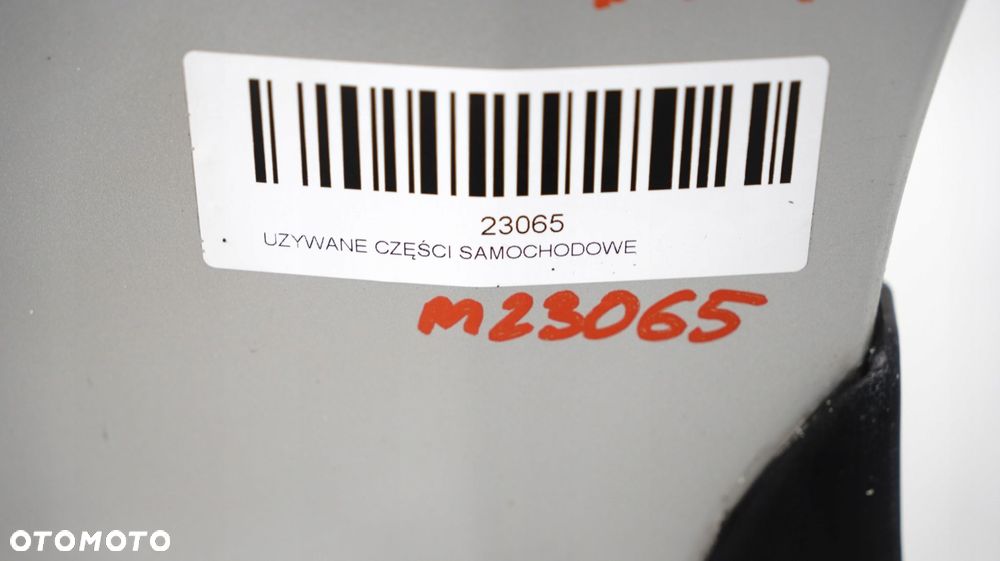 23065
UZYWANE CZĘŚCI SAMOCHODOWE
M23065
OTOMOTO